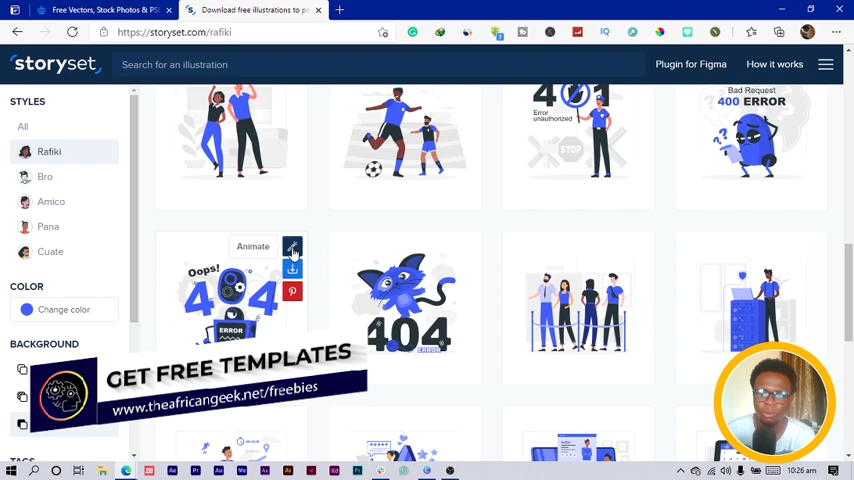 Free Vectors, Stock Photos & PSD
Download free illustrations to po
https://storyset.com/rafiki
storyset
Search for an illustration
Plugin for Figma
How it works
STYLES
All
Rafiki
Bro
Amico
Pana
Cuate
COLOR
Change color
BACKGROUND
401
Error
unauthorized
STOP
Bad Request
400 ERROR
Animate
Oops!
404
ERROR
404
ERROR
GET FREE TEMPLATES
www.theafricangeek.net/freebies
10:26 am